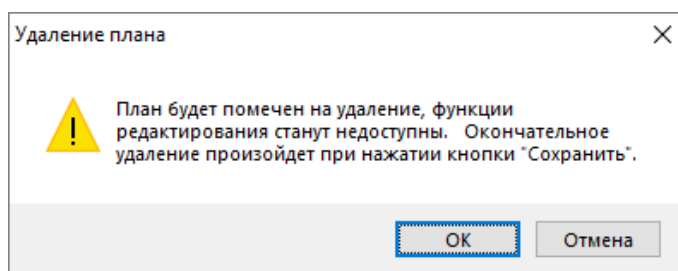 Удаление плана
План будет помечен на удаление, функции
редактирования станут недоступны.   Окончательное
удаление произойдет при нажатии кнопки "Сохранить".
ОК
Отмена